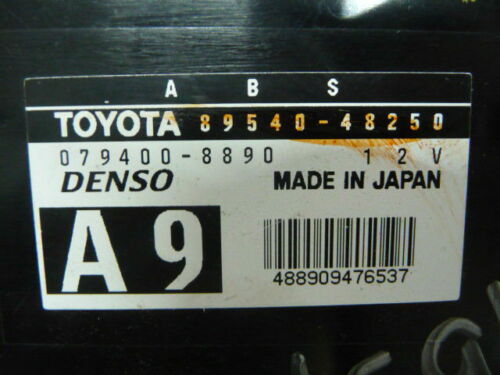 A B S
TOYOTA 89540-48250
079400-8890 12V
DENSO MADE IN JAPAN
A9
488909476537